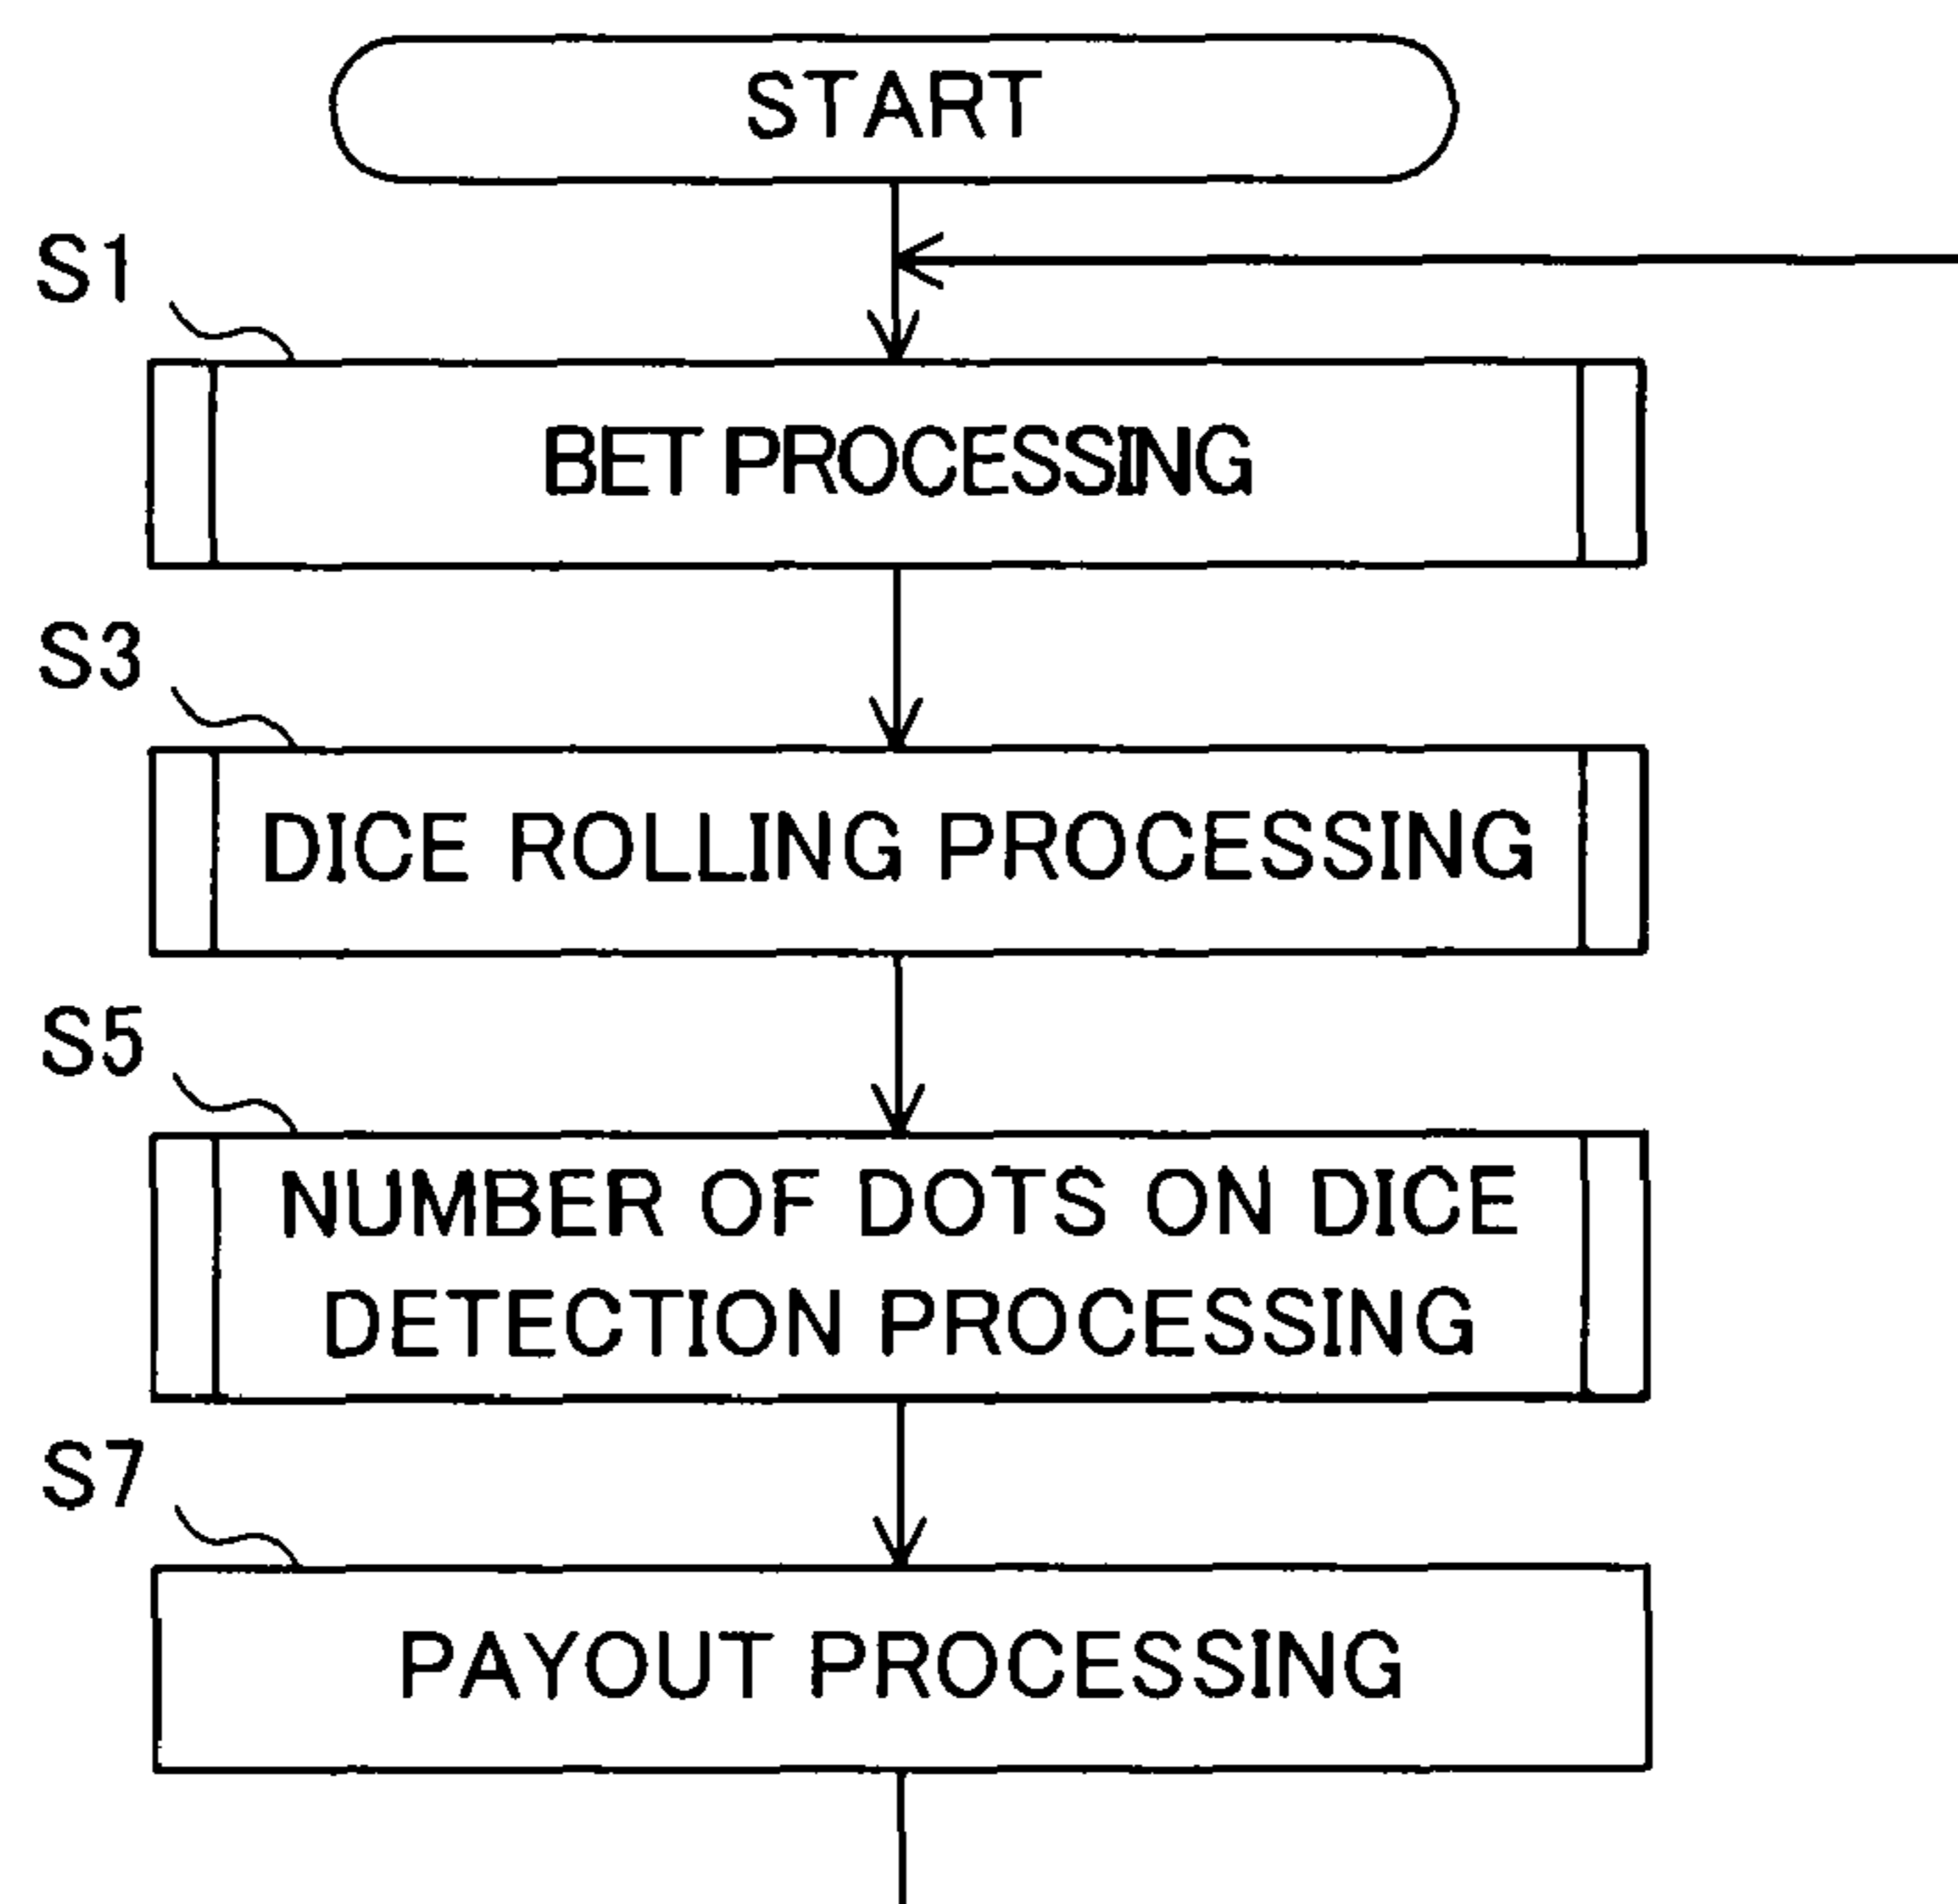 START
S1
BET PROCESSING
S3
DICE ROLLING PROCESSING
S5
NUMBER OF DOTS ON DICE
DETECTION PROCESSING
S7
PAYOUT PROCESSING